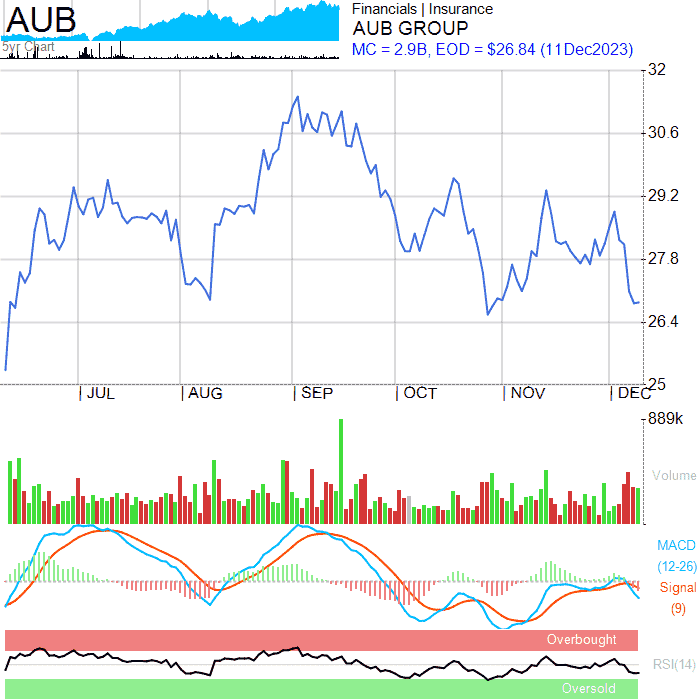 AUB
5yr Chart
Financials | Insurance
AUB GROUP
MC = 2.9B, EOD = $26.84 (11Dec2023)
32
30.6
29.2
27.8
26.4
25
| JUL
| AUG
| SEP
| OCT
| NOV
| DEC
889k
Volume
MACD
(12-26)
Signal
(9)
Overbought
RSI(14)
Oversold